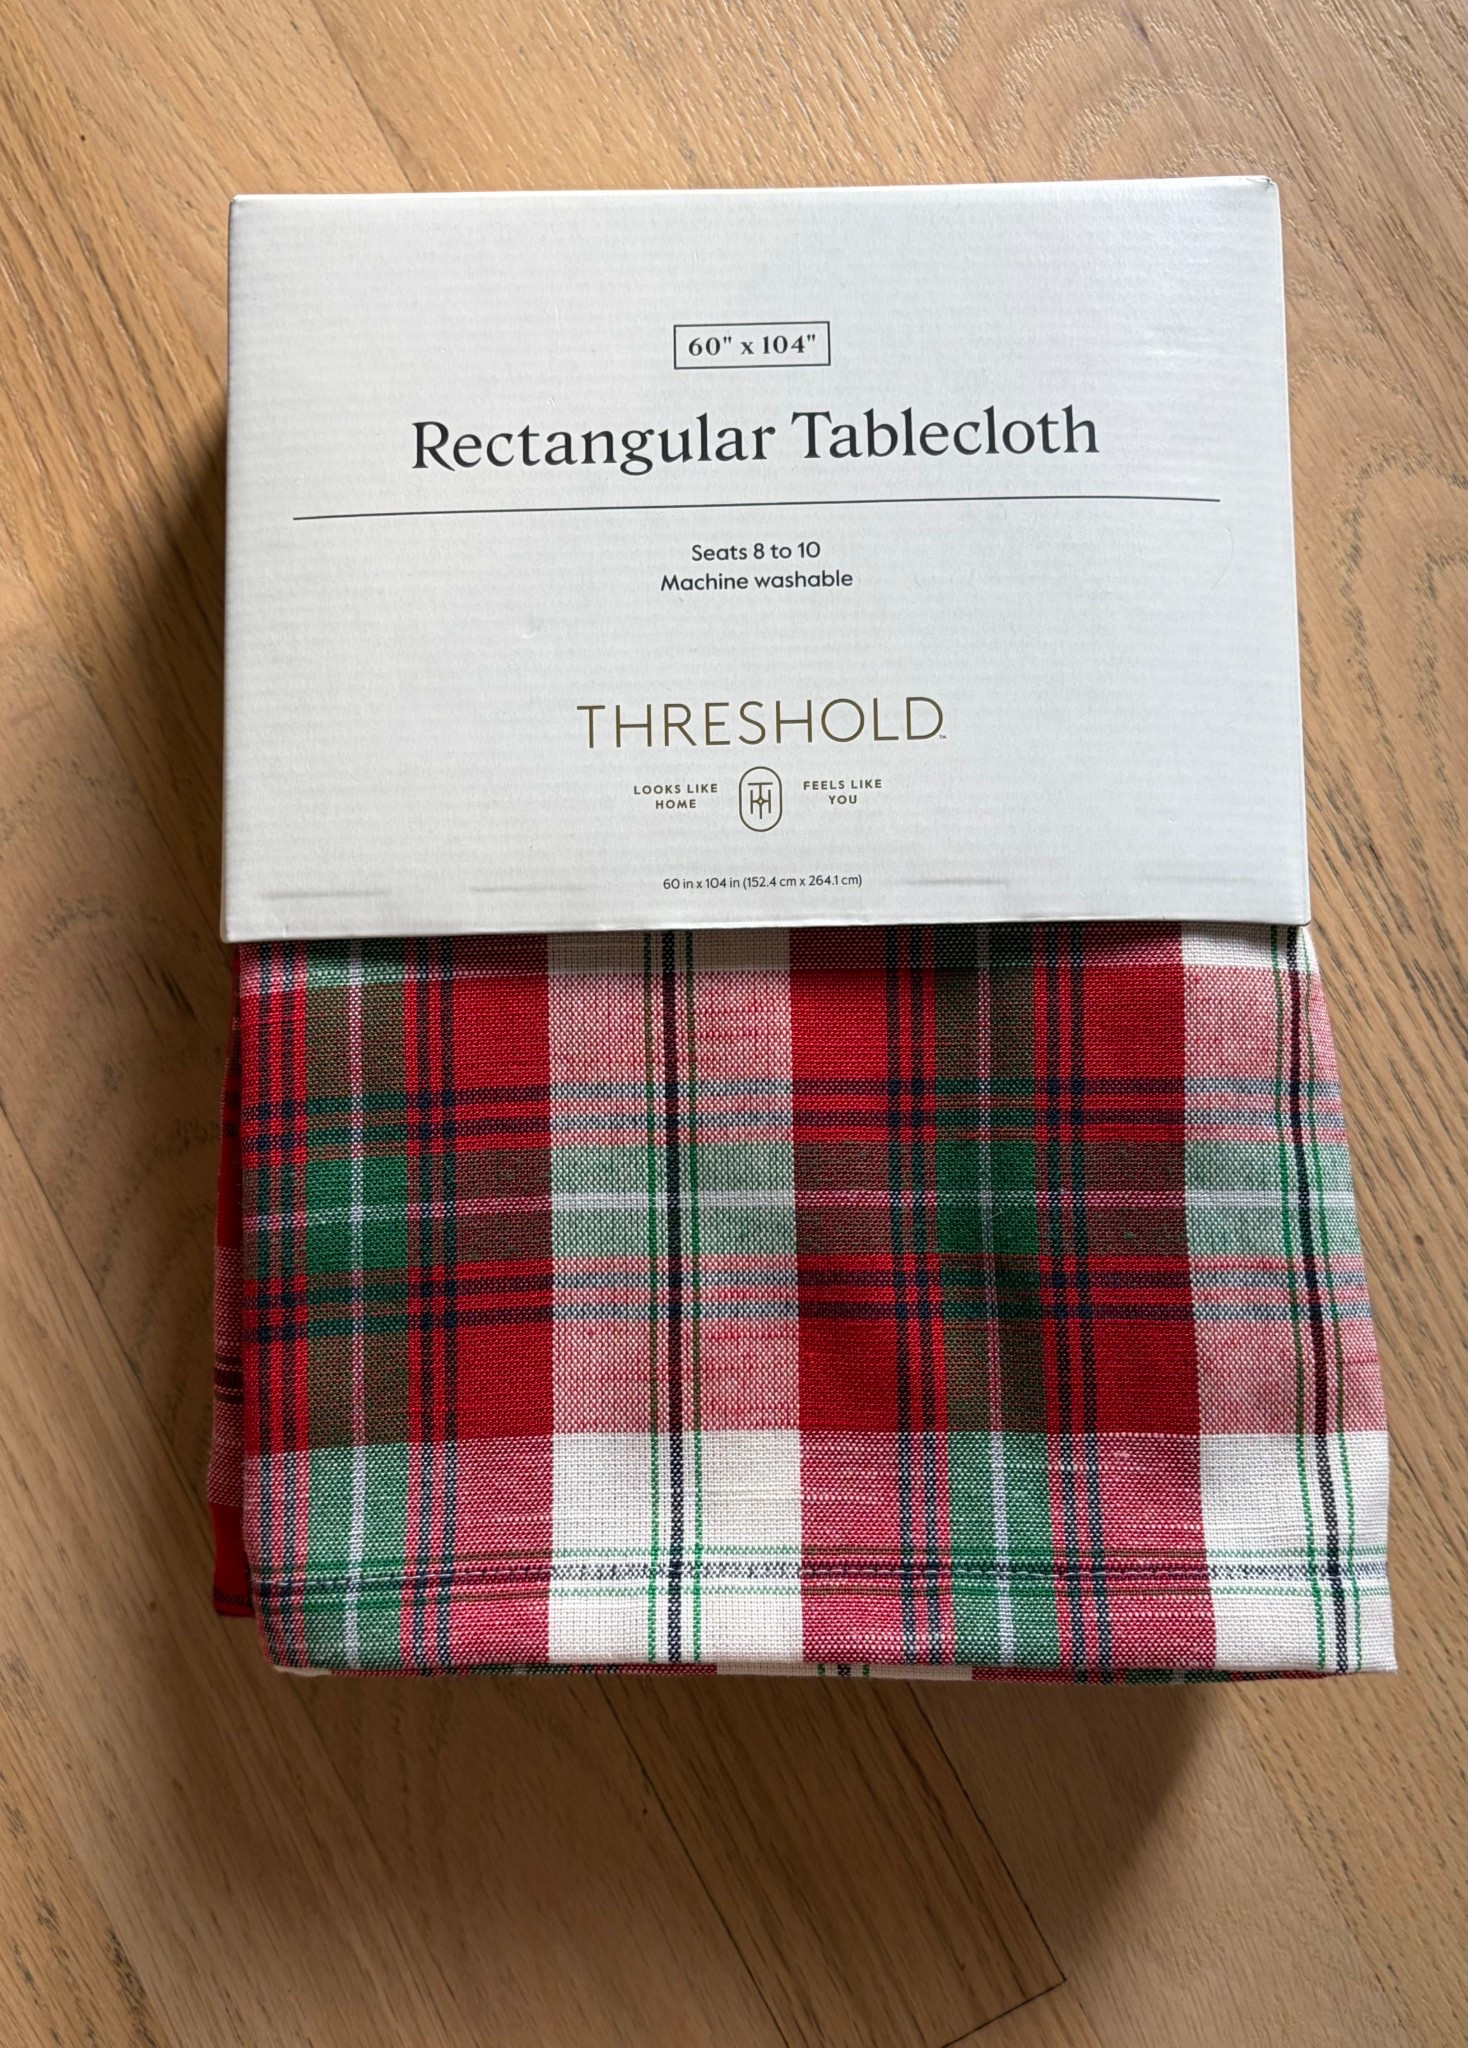 60" x 104"
Rectangular Tablecloth
Seats 8 to 10
Machine washable
THRESHOLD™
LOOKS LIKE HOME
FEELS LIKE YOU
60 in x 104 in (152.4 cm x 264.1 cm)